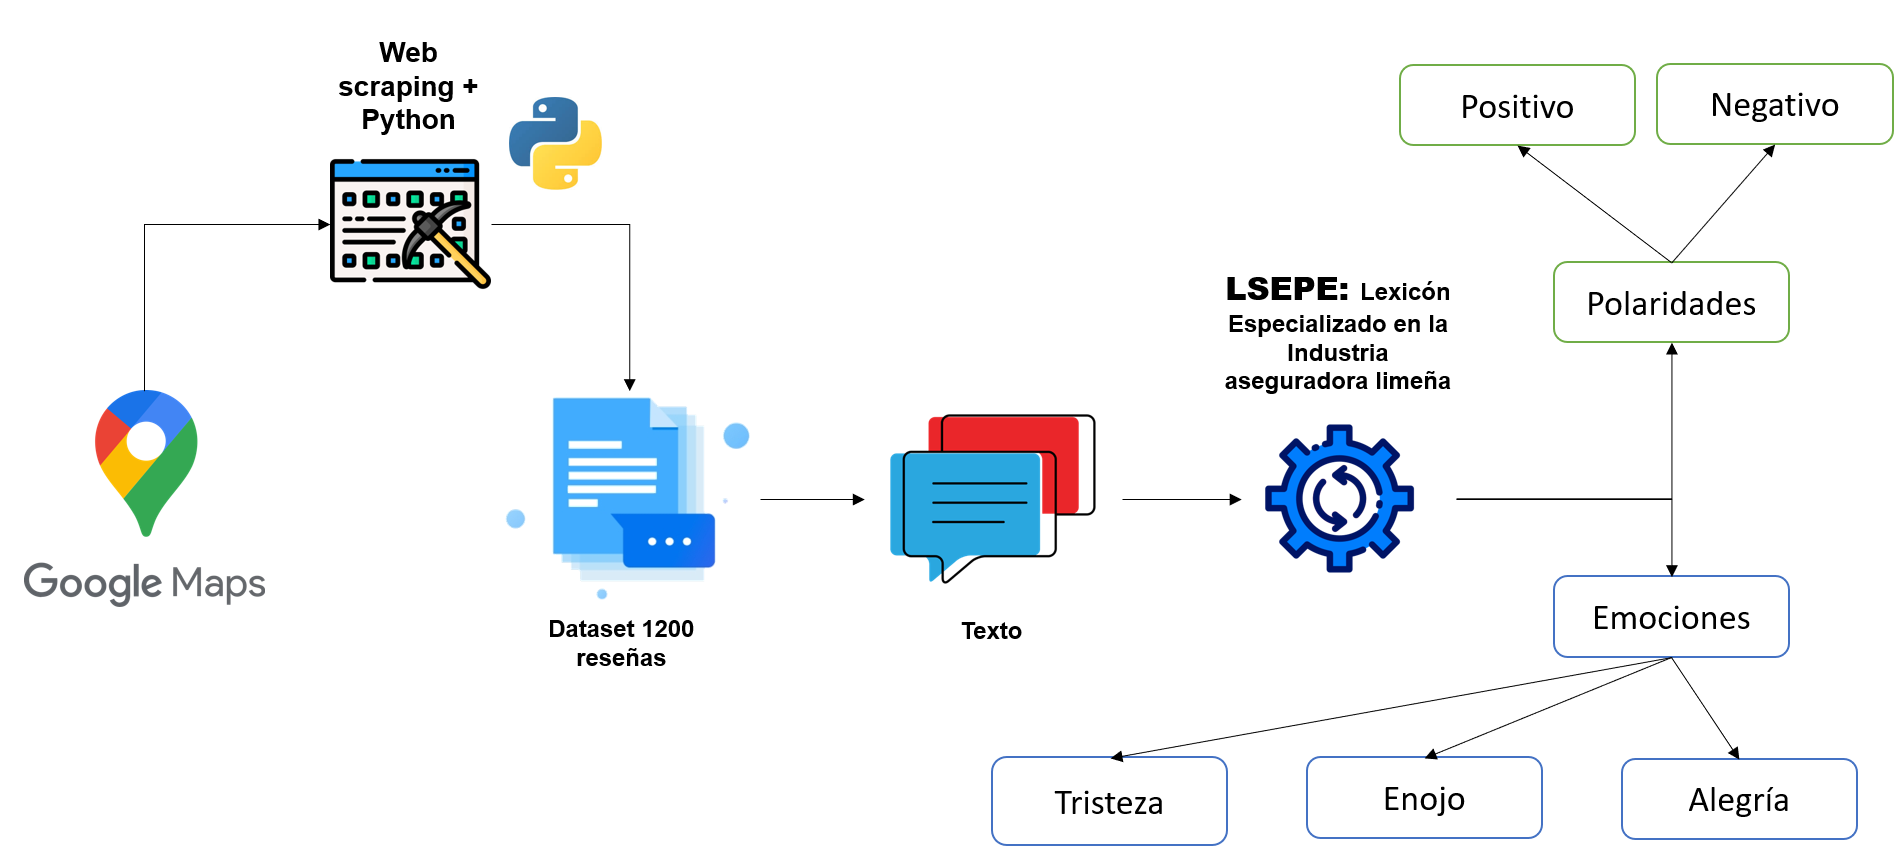 Web
scraping +
Python
Google Maps
Dataset 1200
reseñas
Texto
LSEPE: Lexicón
Especializado en la
Industria
aseguradora limeña
Positivo
Negativo
Polaridades
Emociones
Tristeza
Enojo
Alegría